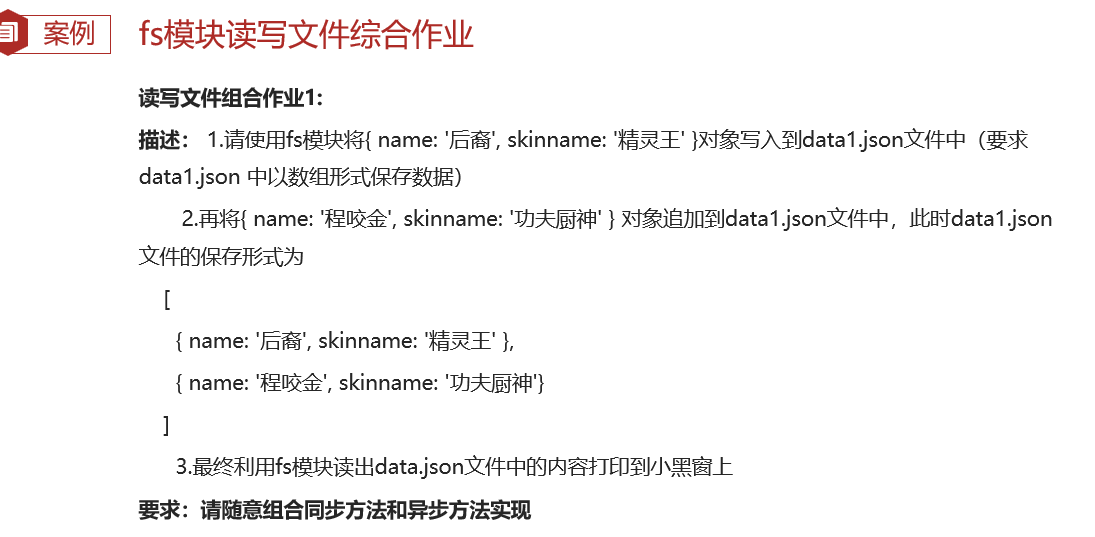 案例
fs模块读写文件综合作业
读写文件组合作业1:
描述： 1.请使用fs模块将{ name: '后裔', skinname: '精灵王' }对象写入到data1.json文件中（要求
data1.json 中以数组形式保存数据）
2.再将{ name: '程咬金', skinname: '功夫厨神' } 对象追加到data1.json文件中，此时data1.json
文件的保存形式为
[
{ name: '后裔', skinname: '精灵王' },
{ name: '程咬金', skinname: '功夫厨神'}
]
3.最终利用fs模块读出data.json文件中的内容打印到小黑窗上
要求：请随意组合同步方法和异步方法实现